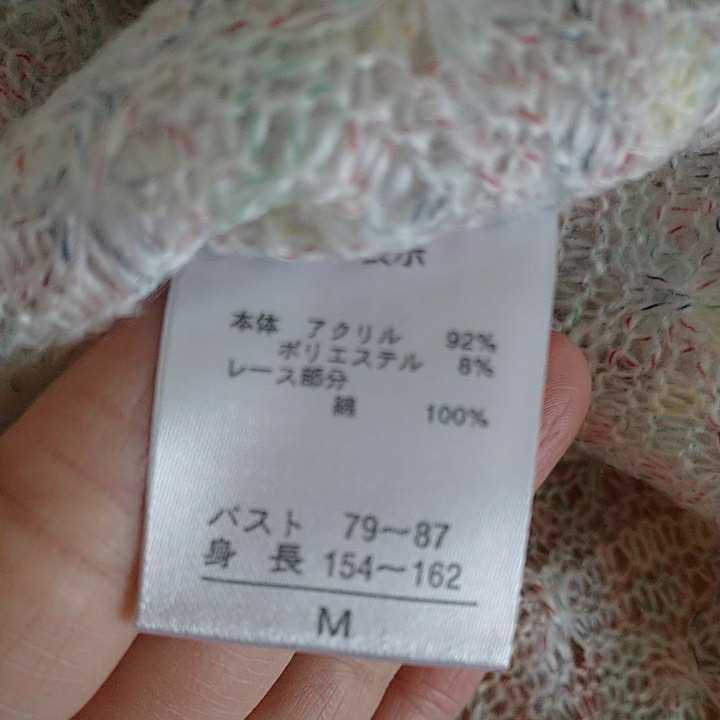 表示
本体 アクリル 92%
ポリエステル 8%
レース部分
綿 100%
バスト 79～87
身長 154～162
M